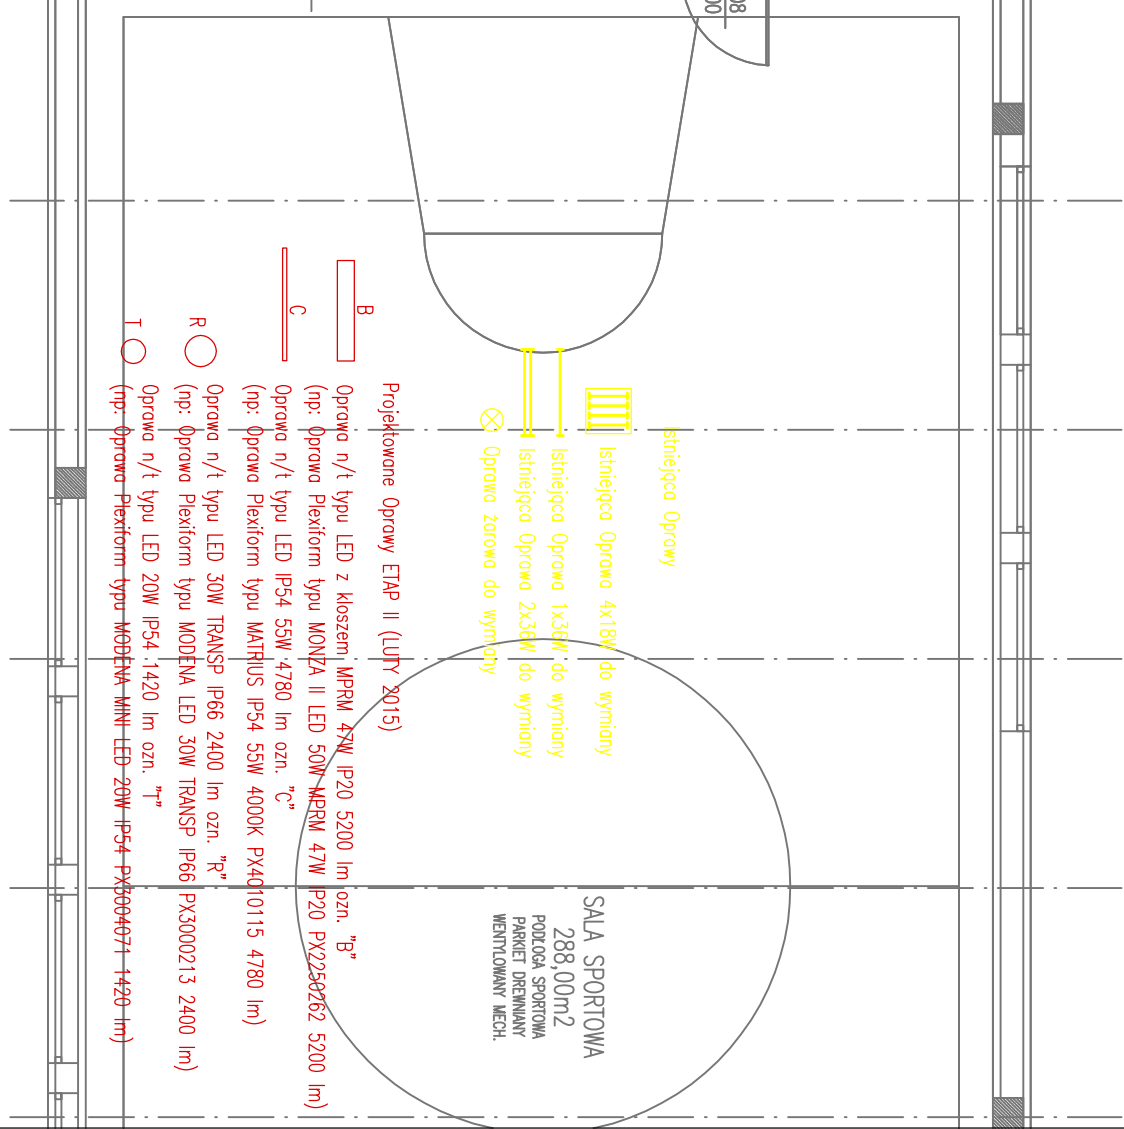 08
00
Istniejąca Oprawy
Istniejąca Oprawa 4x18W do wymiany
Istniejąca Oprawa 1x36W do wymiany
Istniejąca Oprawa 2x36W do wymiany
Oprawa żarowa do wymiany
Projektowane Oprawy ETAP II (LUTY 2015)
B
Oprawa n/t typu LED z kloszem MPRM 47W IP20 5200 lm ozn. "B"
(np: Oprawa Plexiform typu MONZA II LED 50W MPRM 47W IP20 PX2250262 5200 lm)
C
Oprawa n/t typu LED IP54 55W 4780 lm ozn. "C"
(np: Oprawa Plexiform typu MATRIUS IP54 55W 4000K PX4010115 4780 lm)
R
Oprawa n/t typu LED 30W TRANSP IP66 2400 lm ozn. "R"
(np: Oprawa Plexiform typu MODENA LED 30W TRANSP IP66 PX3000213 2400 lm)
T
Oprawa n/t typu LED 20W IP54 1420 lm ozn. "T"
(np: Oprawa Plexiform typu MODENA MINI LED 20W IP54 PX3004071 1420 lm)
SALA SPORTOWA
288,00m2
PODŁOGA SPORTOWA
PARKIET DREWNIANY
WENTYLOWANY MECH.